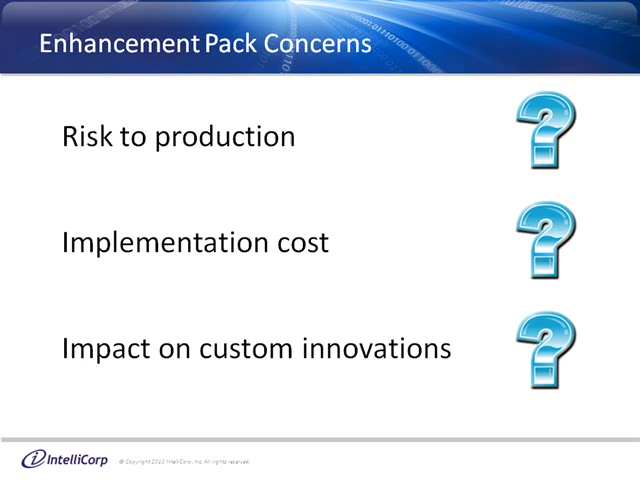 Enhancement Pack Concerns
Risk to production
Implementation cost
Impact on custom innovations
IntelliCorp
© Copyright 2010 IntelliCorp, Inc. All rights reserved.